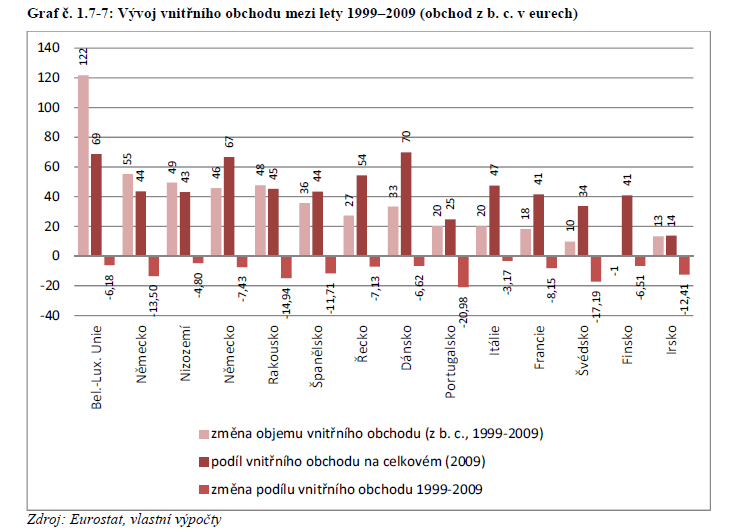 Graf č. 1.7-7: Vývoj vnitřního obchodu mezi lety 1999–2009 (obchod z b. c. v eurech)
140
120
100
80
60
40
20
0
-20
-40
122 69 -6,18
55 44 -13,50
49 43 -4,80
46 67 -7,43
48 45 -14,94
36 44 -11,71
27 54 -7,13
33 70 -6,62
20 25 -20,98
20 47 -3,17
18 41 -8,15
10 34 -17,19
-1 41 -6,51
13 14 -12,41
Bel.-Lux. Unie
Německo
Nizozemí
Německo
Rakousko
Španělsko
Řecko
Dánsko
Portugalsko
Itálie
Francie
Švédsko
Finsko
Irsko
změna objemu vnitřního obchodu (z b. c., 1999-2009)
podíl vnitřního obchodu na celkovém (2009)
změna podílu vnitřního obchodu 1999-2009
Zdroj: Eurostat, vlastní výpočty